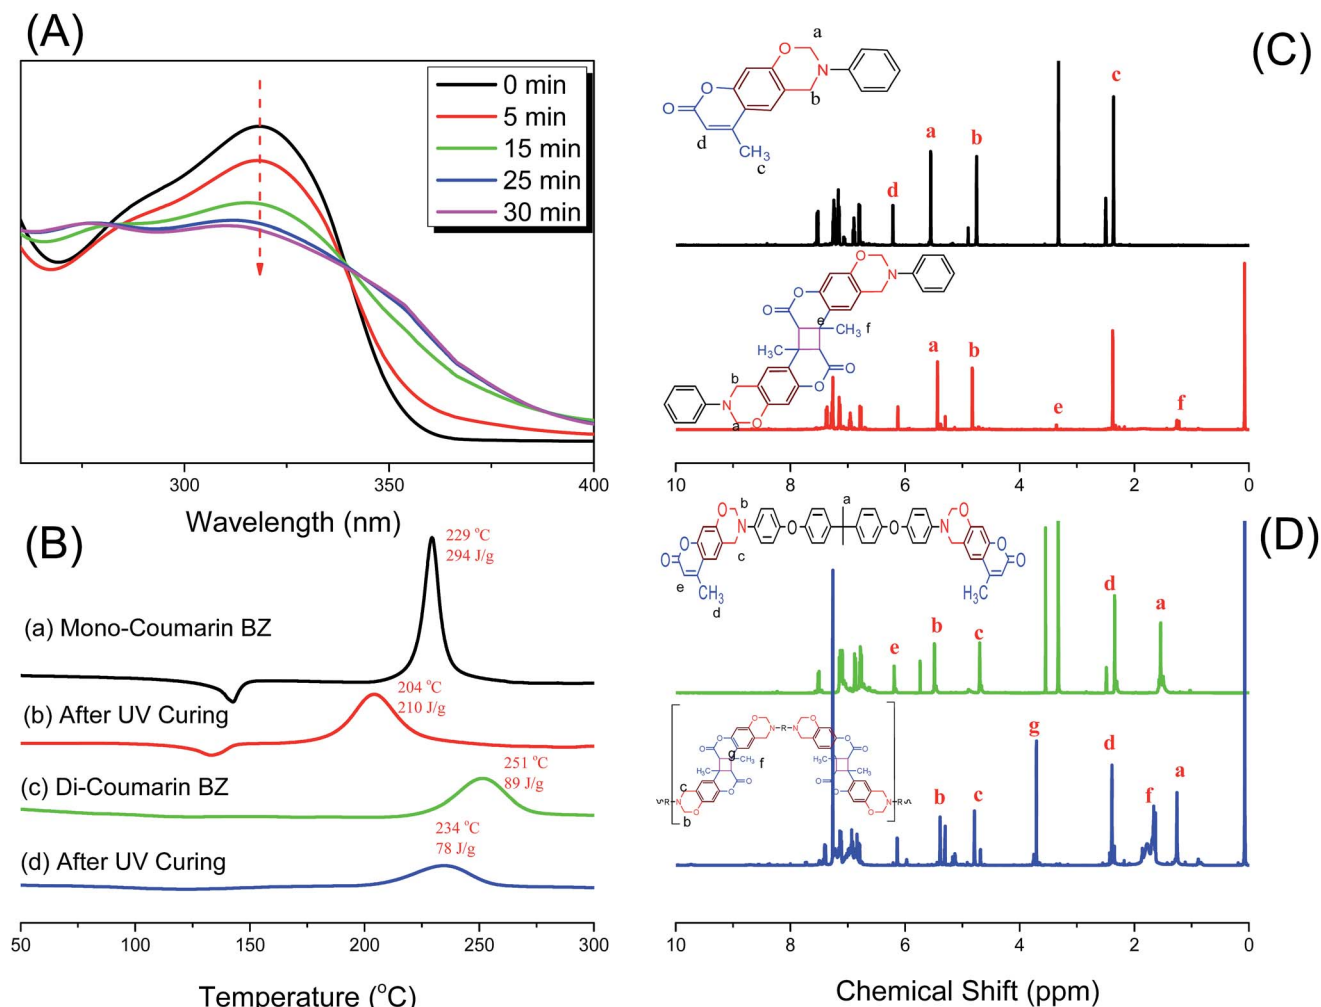 (A)
0 min
5 min
15 min
25 min
30 min
300 350 400
Wavelength (nm)
(B)
229 °C
294 J/g
(a) Mono-Coumarin BZ
204 °C
210 J/g
(b) After UV Curing
251 °C
89 J/g
(c) Di-Coumarin BZ
234 °C
78 J/g
(d) After UV Curing
50 100 150 200 250 300
Temperature (°C)
(C)
a
O
N
b
O
O
d
CH3
c
d a b c
O
N
O
O
e
CH3 f
H3C
O
O
b
N
a
O
a b e f
10 8 6 4 2 0
(D)
b a
O O O O
N N
c
O O O O
e
CH3 H3C
d
e b c d a
O O
N-R-N
O O
O O
g
CH3 f H3C
H3C CH3
O O
O O
c
R-N N-R
O O
b
b c g d f a
10 8 6 4 2 0
Chemical Shift (ppm)